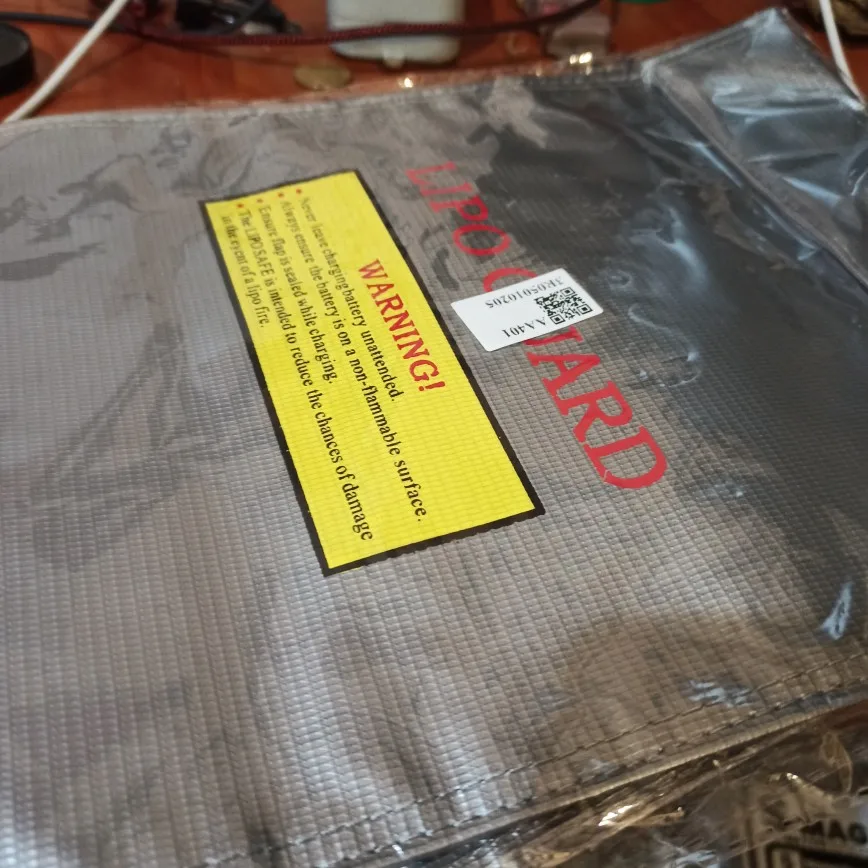 LIPO GUARD
AA401
3K0501020S
WARNING!
• Never leave charging battery unattended.
• Always ensure the battery is on a non-flammable surface.
• Ensure flap is sealed while charging.
• The LIPOSAFE is intended to reduce the chances of damage
in the event of a lipo fire.
MAO